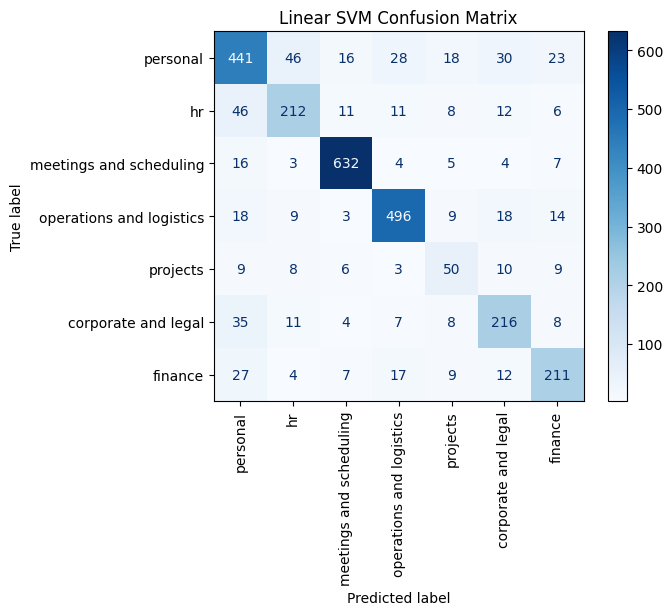 Linear SVM Confusion Matrix
True label
personal 441 46 16 28 18 30 23
hr 46 212 11 11 8 12 6
meetings and scheduling 16 3 632 4 5 4 7
operations and logistics 18 9 3 496 9 18 14
projects 9 8 6 3 50 10 9
corporate and legal 35 11 4 7 8 216 8
finance 27 4 7 17 9 12 211
personal
hr
meetings and scheduling
operations and logistics
projects
corporate and legal
finance
Predicted label
600
500
400
300
200
100